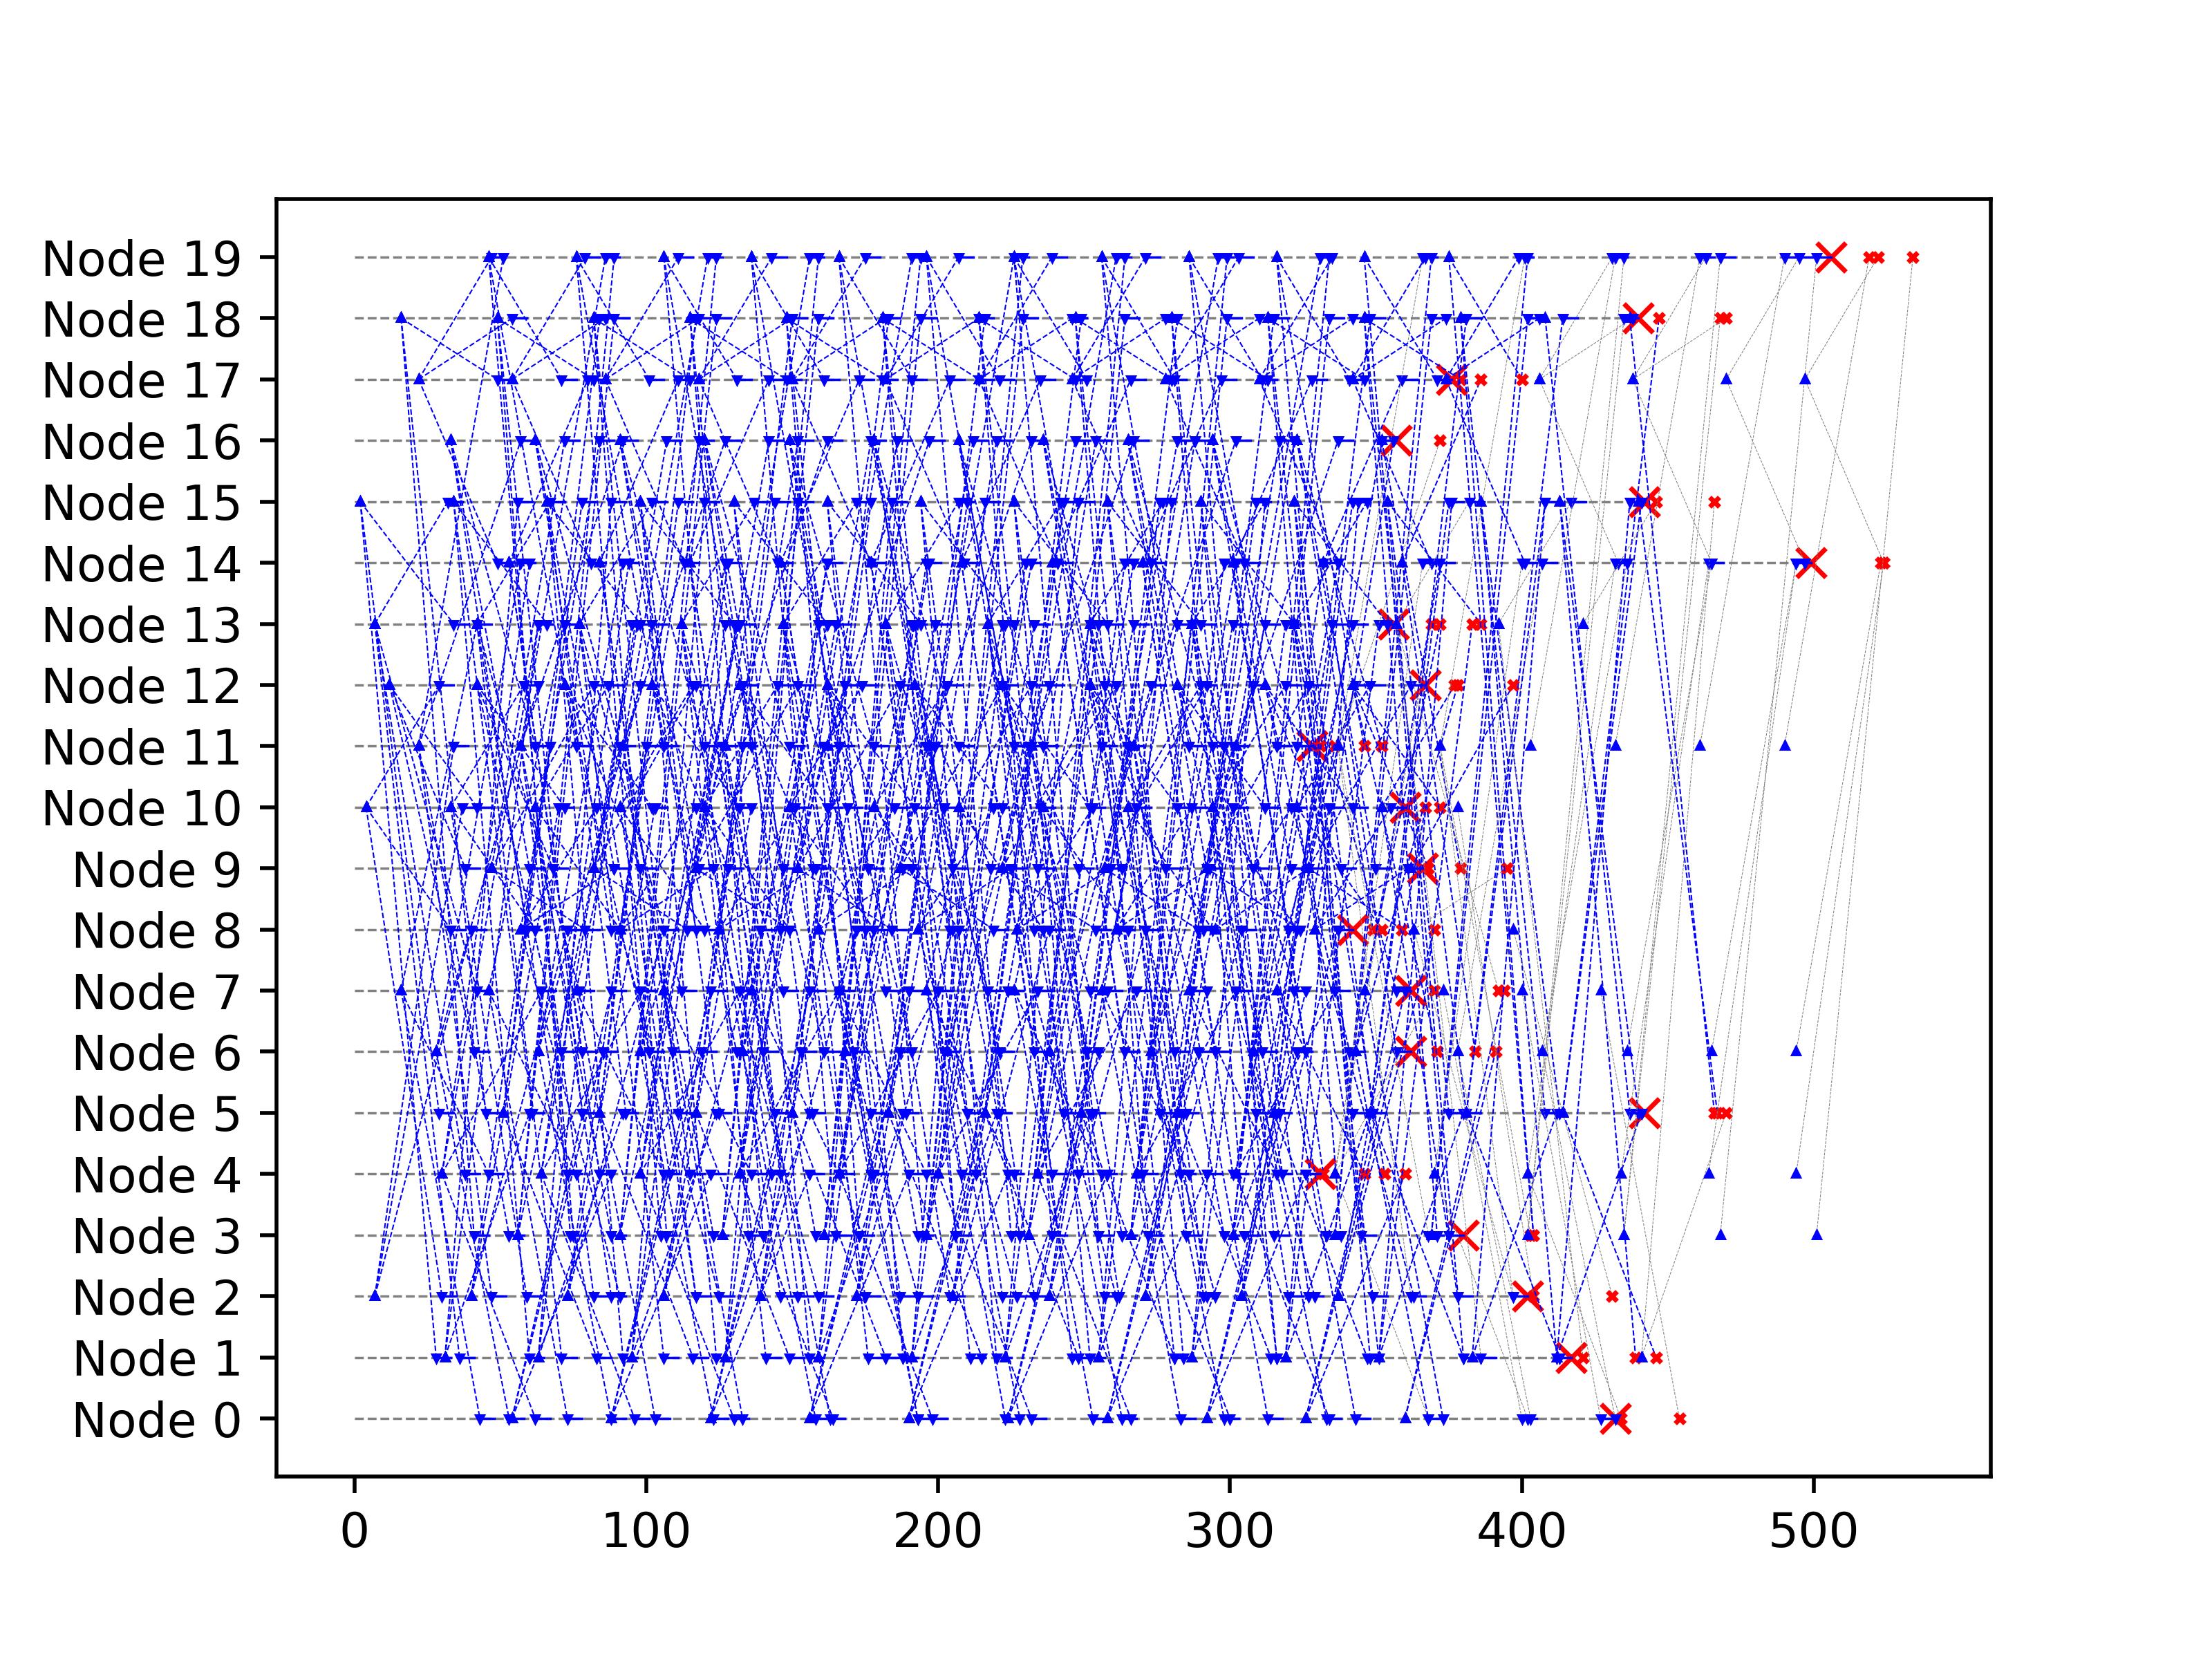 Node 19
Node 18
Node 17
Node 16
Node 15
Node 14
Node 13
Node 12
Node 11
Node 10
Node 9
Node 8
Node 7
Node 6
Node 5
Node 4
Node 3
Node 2
Node 1
Node 0
0 100 200 300 400 500